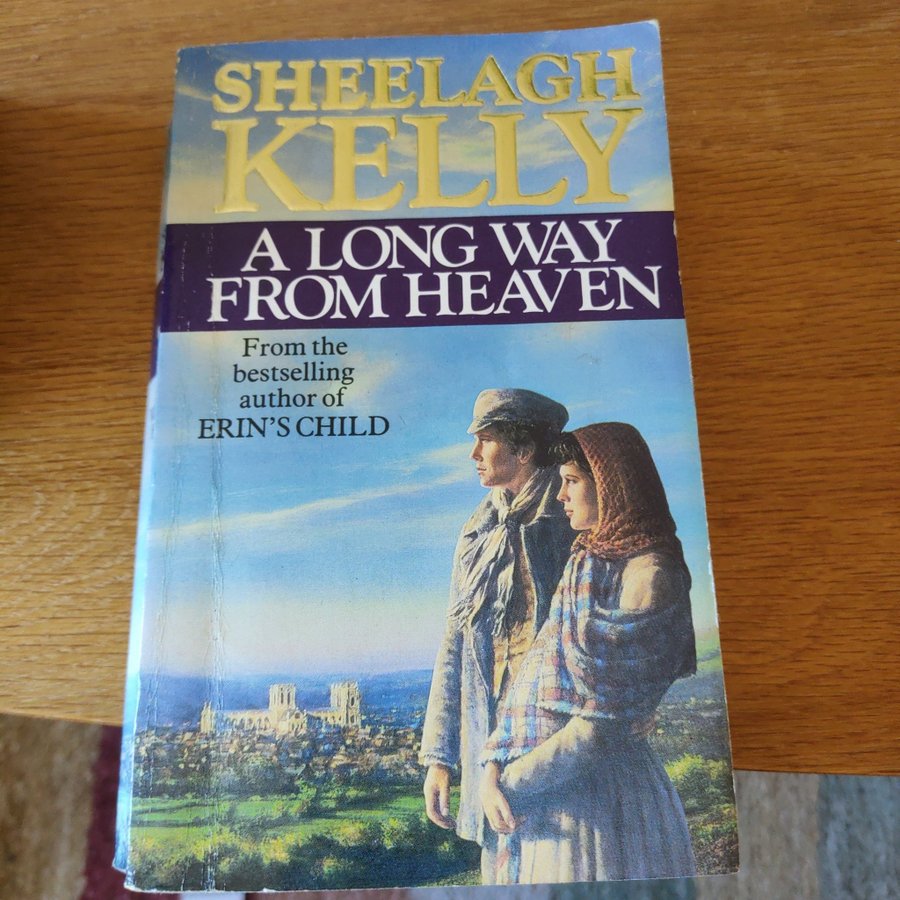 SHEELAGH
KELLY
A LONG WAY
FROM HEAVEN
From the
bestselling
author of
ERIN'S CHILD